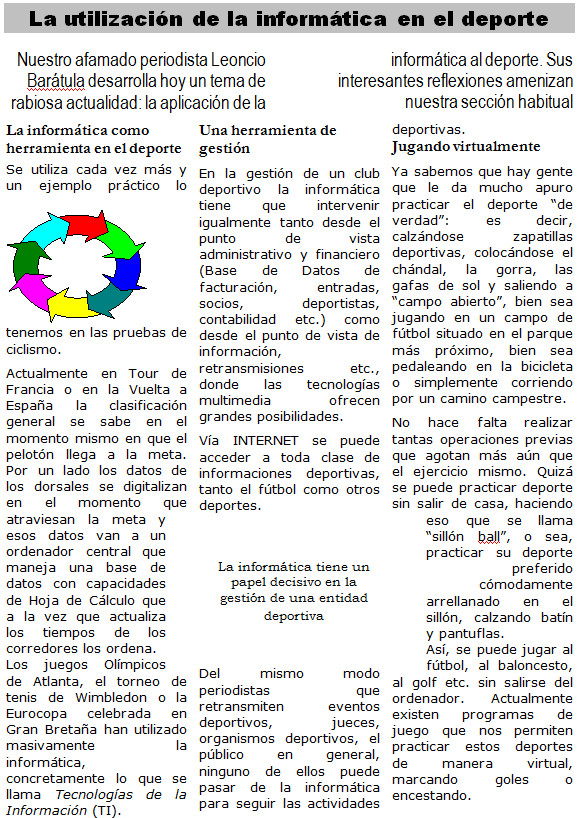 La utilización de la informática en el deporte
Nuestro afamado periodista Leoncio
Barátula desarrolla hoy un tema de
rabiosa actualidad: la aplicación de la
informática al deporte. Sus
interesantes reflexiones amenizan
nuestra sección habitual
La informática como
herramienta en el deporte
Se utiliza cada vez más y
un ejemplo práctico lo
tenemos en las pruebas de
ciclismo.
Actualmente en Tour de
Francia o en la Vuelta a
España la clasificación
general se sabe en el
momento mismo en que el
pelotón llega a la meta.
Por un lado los datos de
los dorsales se digitalizan
en el momento que
atraviesan la meta y
esos datos van a un
ordenador central que
maneja una base de
datos con capacidades
de Hoja de Cálculo que
a la vez que actualiza
los tiempos de los
corredores los ordena.
Los juegos Olímpicos
de Atlanta, el torneo de
tenis de Wimbledon o la
Eurocopa celebrada en
Gran Bretaña han utilizado
masivamente la
informática,
concretamente lo que se
llama Tecnologías de la
Información (TI).
Una herramienta de
gestión
En la gestión de un club
deportivo la informática
tiene que intervenir
igualmente tanto desde el
punto de vista
administrativo y financiero
(Base de Datos de
facturación, entradas,
socios, deportistas,
contabilidad etc.) como
desde el punto de vista de
información,
retransmisiones etc.,
donde las tecnologías
multimedia ofrecen
grandes posibilidades.
Vía INTERNET se puede
acceder a toda clase de
informaciones deportivas,
tanto el fútbol como otros
deportes.
La informática tiene un
papel decisivo en la
gestión de una entidad
deportiva
Del mismo modo
periodistas que
retransmiten eventos
deportivos, jueces,
organismos deportivos, el
público en general,
ninguno de ellos puede
pasar de la informática
para seguir las actividades
deportivas.
Jugando virtualmente
Ya sabemos que hay gente
que le da mucho apuro
practicar el deporte “de
verdad”: es decir,
calzándose zapatillas
deportivas, colocándose el
chándal, la gorra, las
gafas de sol y saliendo a
“campo abierto”, bien sea
jugando en un campo de
fútbol situado en el parque
más próximo, bien sea
pedaleando en la bicicleta
o simplemente corriendo
por un camino campestre.
No hace falta realizar
tantas operaciones previas
que agotan más aún que
el ejercicio mismo. Quizá
se puede practicar deporte
sin salir de casa, haciendo
eso que se llama
“sillón ball”, o sea,
practicar su deporte
preferido
cómodamente
arrellanado en el
sillón, calzando batín
y pantuflas.
Así, se puede jugar al
fútbol, al baloncesto,
al golf etc. sin salirse del
ordenador. Actualmente
existen programas de
juego que nos permiten
practicar estos deportes
de manera virtual,
marcando goles o
encestando.